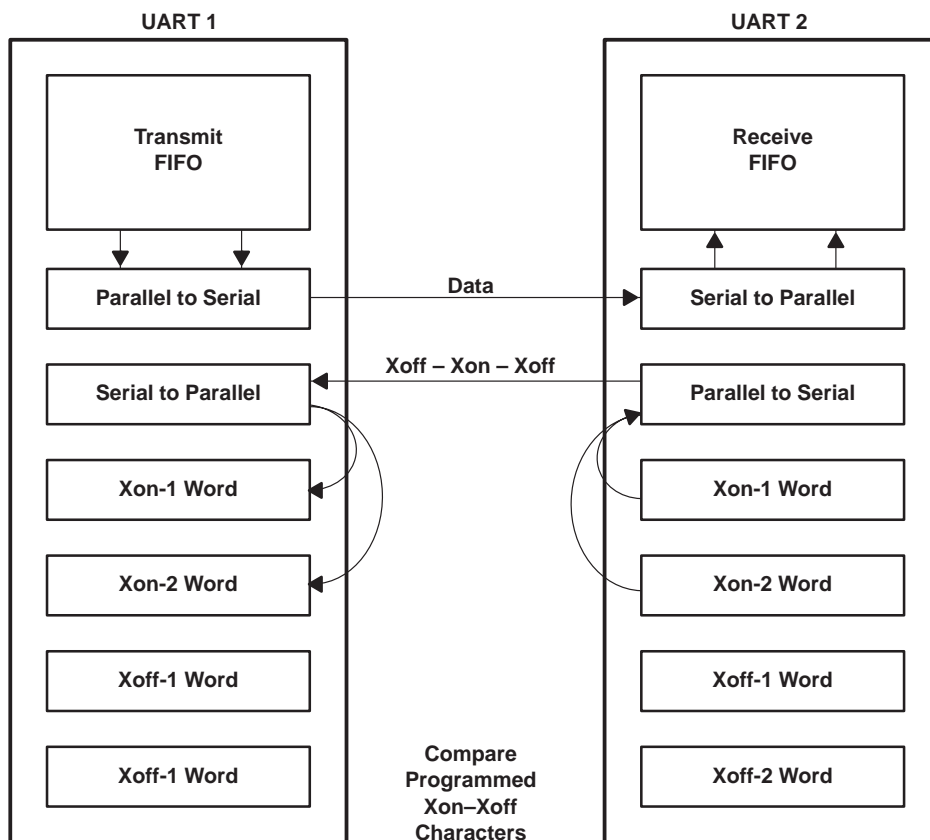 UART 1
UART 2
Transmit
FIFO
Receive
FIFO
Parallel to Serial
Data
Serial to Parallel
Xoff – Xon – Xoff
Serial to Parallel
Parallel to Serial
Xon-1 Word
Xon-1 Word
Xon-2 Word
Xon-2 Word
Xoff-1 Word
Xoff-1 Word
Xoff-1 Word
Compare
Programmed
Xon–Xoff
Characters
Xoff-2 Word